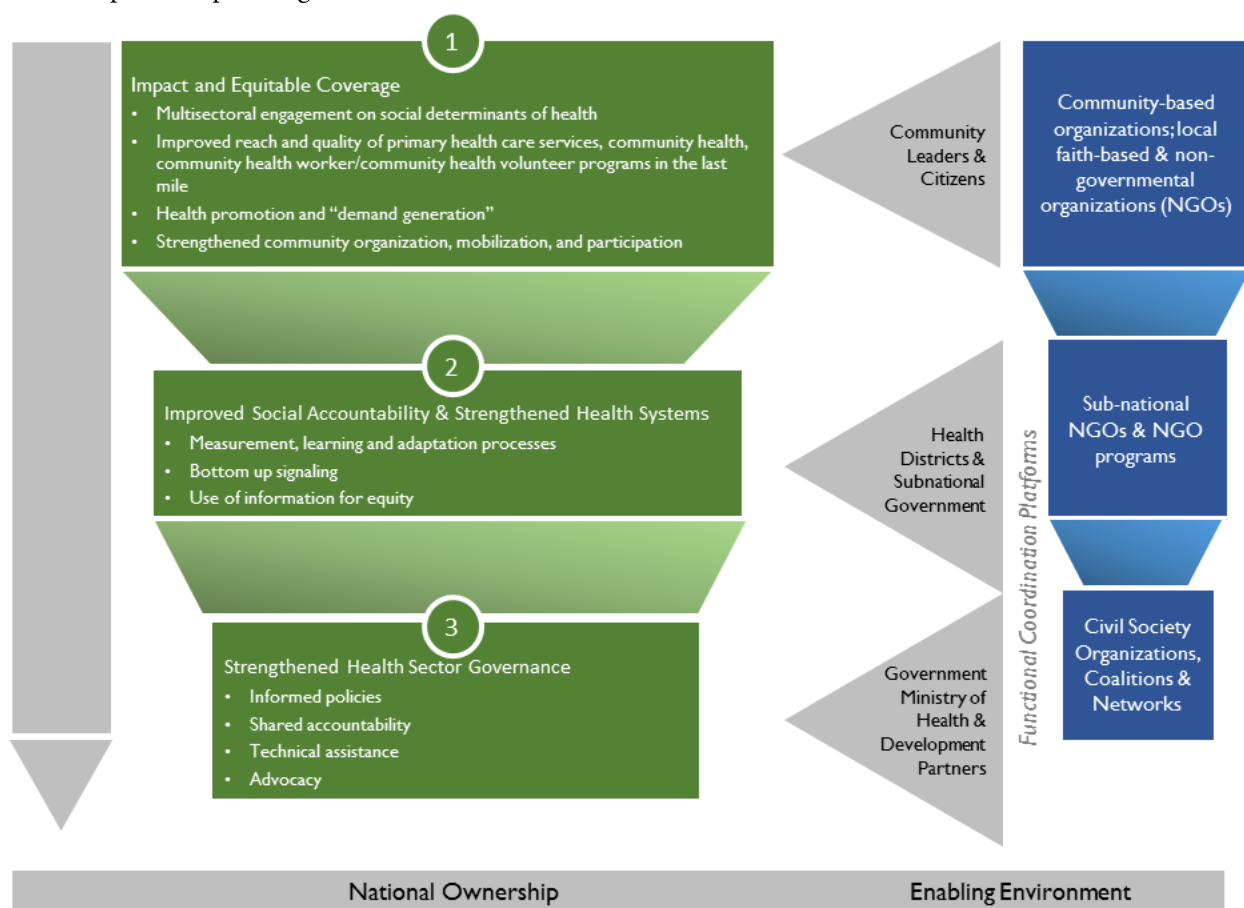 1
Impact and Equitable Coverage
• Multisectoral engagement on social determinants of health
• Improved reach and quality of primary health care services, community health,
community health worker/community health volunteer programs in the last
mile
• Health promotion and “demand generation”
• Strengthened community organization, mobilization, and participation
Community
Leaders &
Citizens
Community-based
organizations; local
faith-based & non-
governmental
organizations (NGOs)
2
Improved Social Accountability & Strengthened Health Systems
• Measurement, learning and adaptation processes
• Bottom up signaling
• Use of information for equity
Health
Districts &
Subnational
Government
Functional Coordination Platforms
Sub-national
NGOs & NGO
programs
3
Strengthened Health Sector Governance
• Informed policies
• Shared accountability
• Technical assistance
• Advocacy
Government
Ministry of
Health &
Development
Partners
Civil Society
Organizations,
Coalitions &
Networks
National Ownership
Enabling Environment